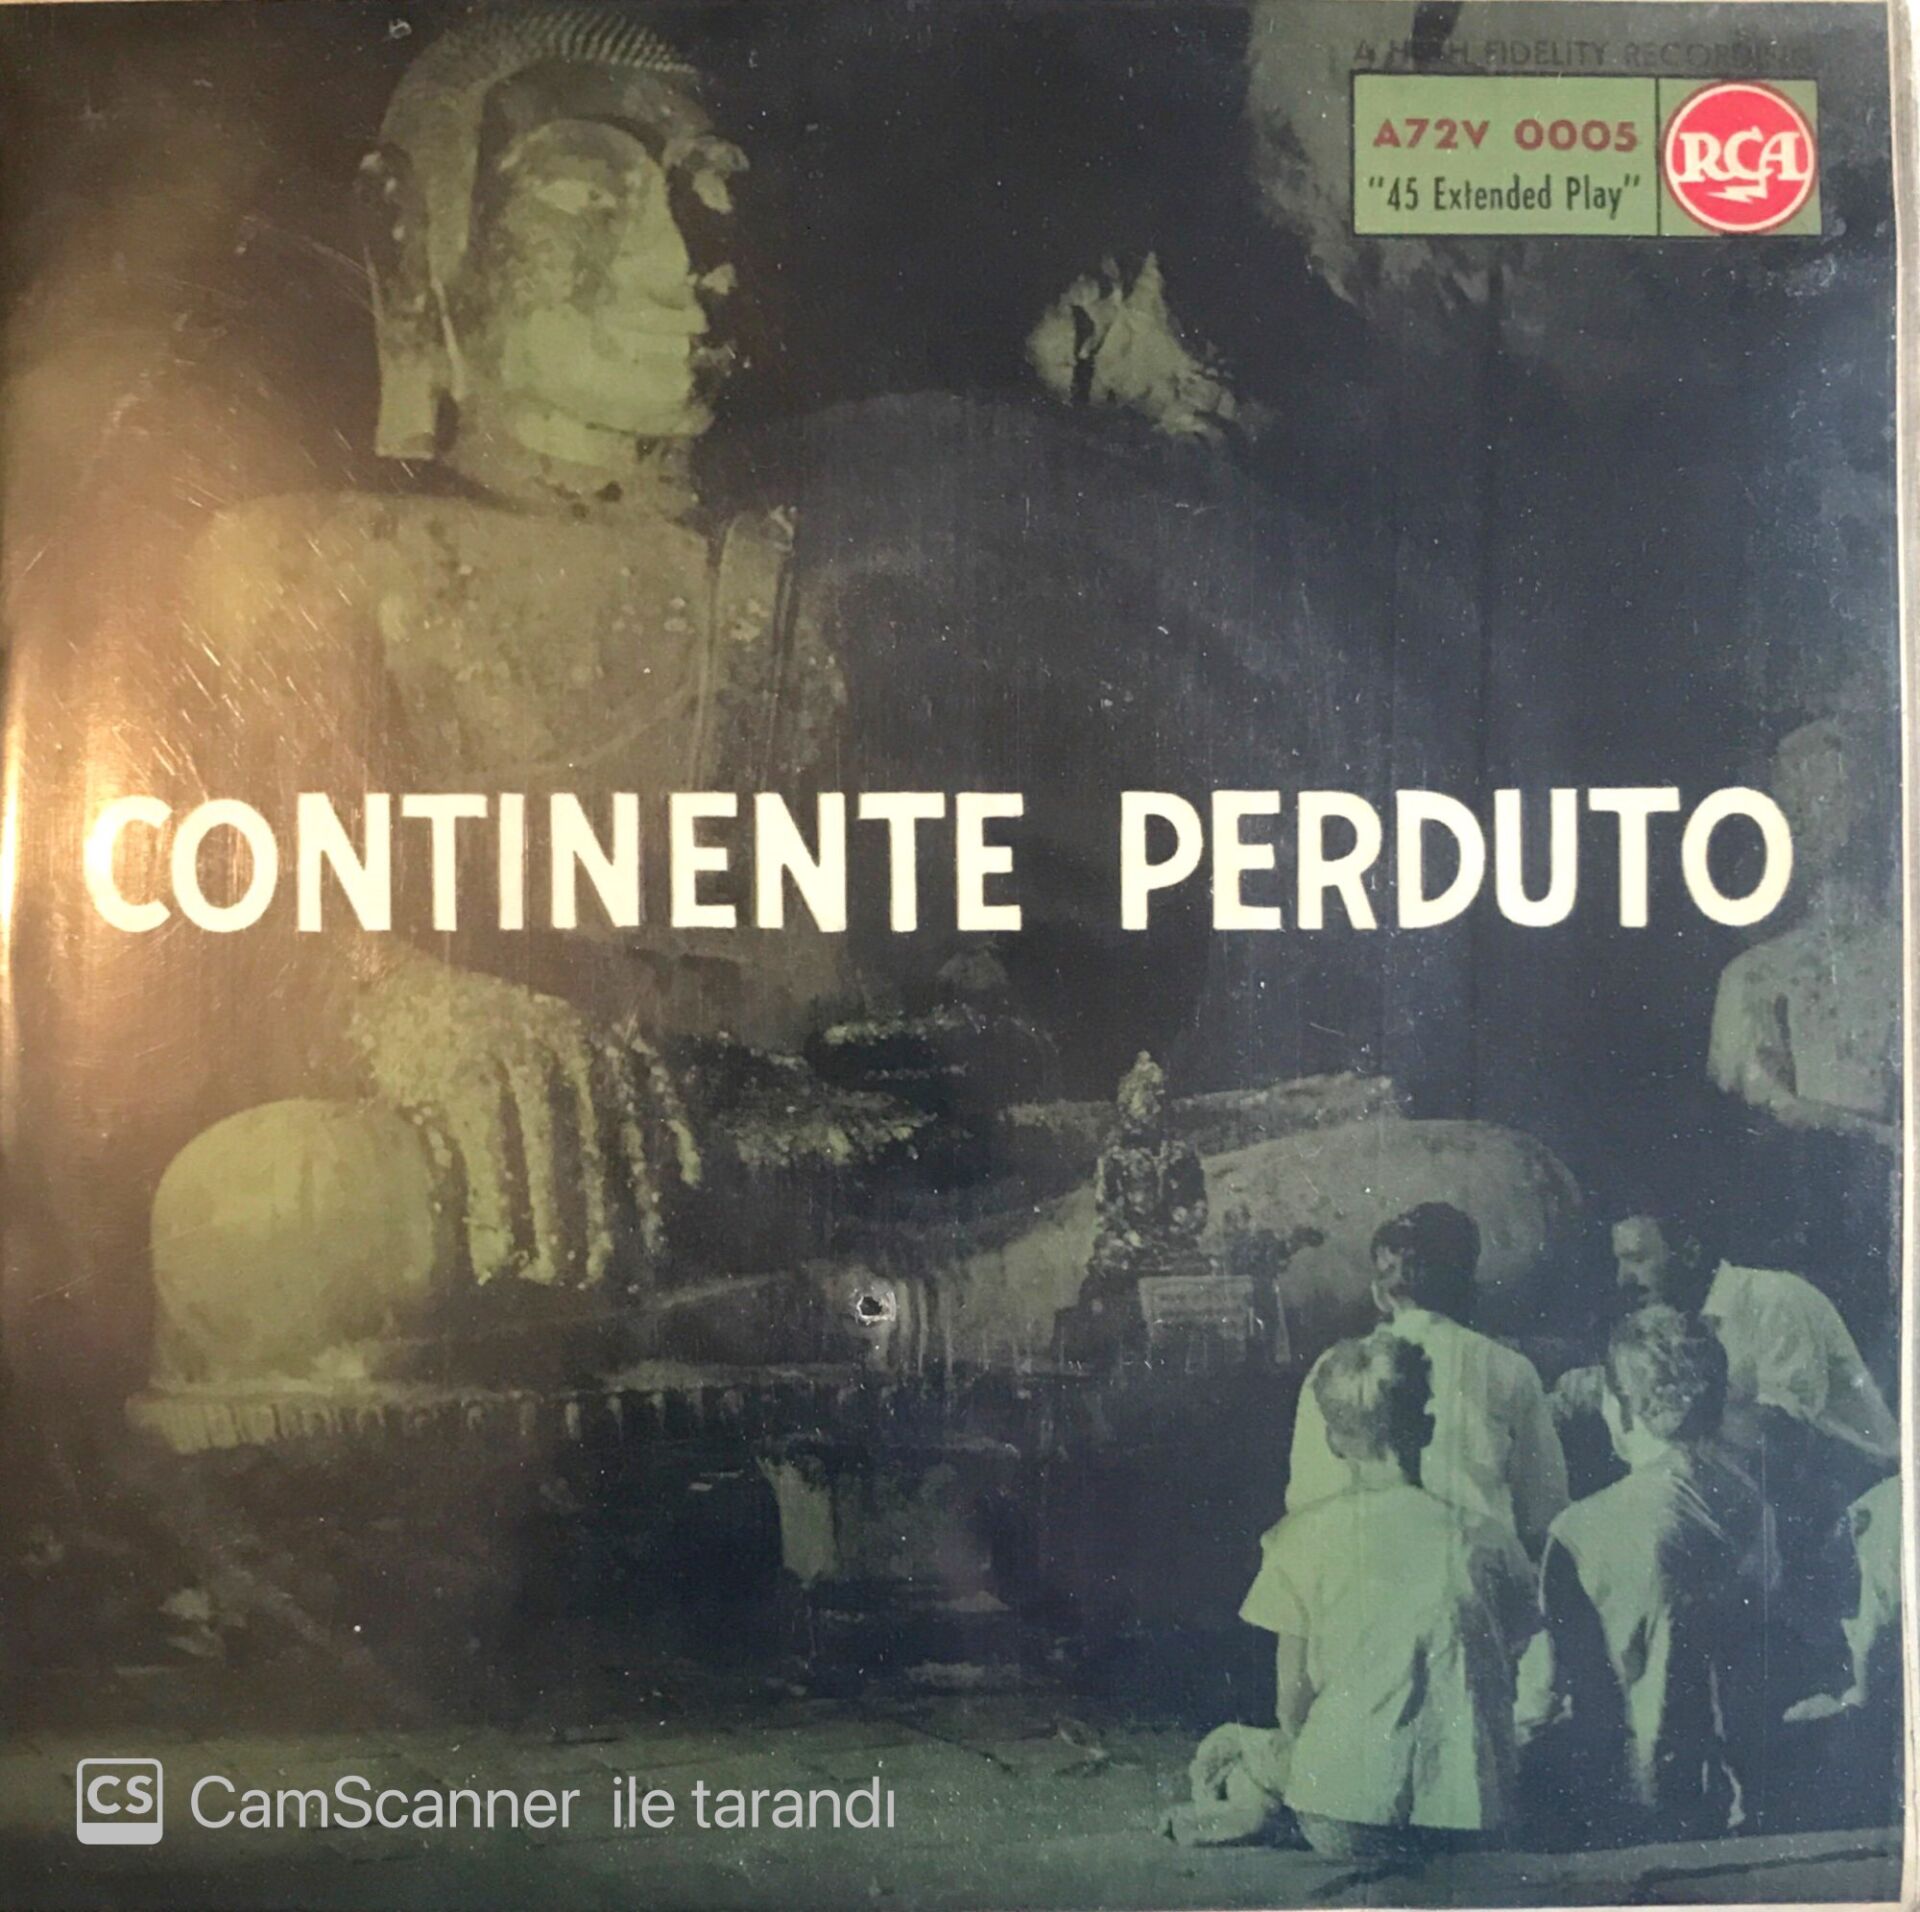 A HIGH FIDELITY RECORDING
A72V 0005
"45 Extended Play"
RCA
CONTINENTE PERDUTO
CS CamScanner ile tarandı